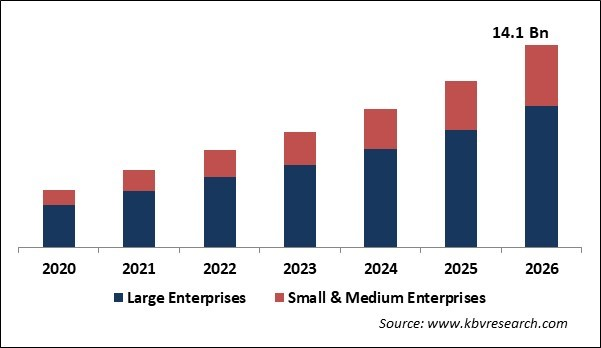 14.1 Bn
2020 2021 2022 2023 2024 2025 2026
Large Enterprises Small & Medium Enterprises
Source: www.kbvresearch.com